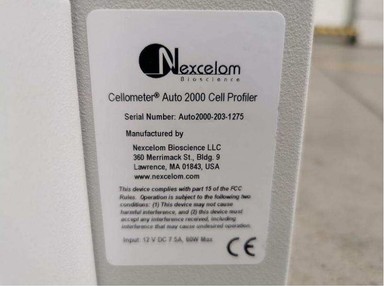 Nexcelom
Bioscience
Cellometer® Auto 2000 Cell Profiler
Serial Number: Auto2000-203-1275
Manufactured by
Nexcelom Bioscience LLC
360 Merrimack St., Bldg. 9
Lawrence, MA 01843, USA
www.nexcelom.com
This device complies with part 15 of the FCC
Rules. Operation is subject to the following two
conditions: (1) This device may not cause
harmful interference, and (2) this device must
accept any interference received, including
interference that may cause undesired operation.
Input: 12 V DC 7.5A, 90W Max
CE